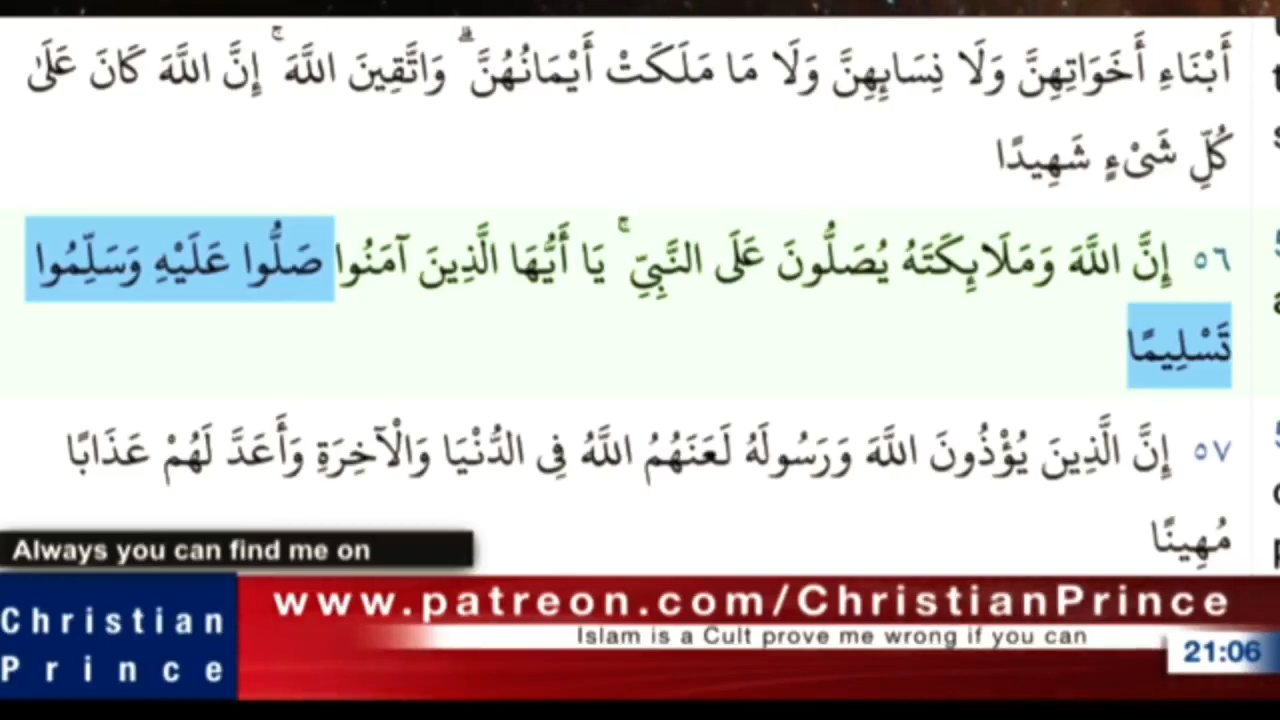 أَبْنَاءِ أَخَوَاتِهِنَّ وَلَا نِسَائِهِنَّ وَلَا مَا مَلَكَتْ أَيْمَانُهُنَّ ۗ وَاتَّقِينَ اللَّهَ ۚ إِنَّ اللَّهَ كَانَ عَلَىٰ
كُلِّ شَيْءٍ شَهِيدًا
٥٦ إِنَّ اللَّهَ وَمَلَائِكَتَهُ يُصَلُّونَ عَلَى النَّبِيِّ ۚ يَا أَيُّهَا الَّذِينَ آمَنُوا صَلُّوا عَلَيْهِ وَسَلِّمُوا
تَسْلِيمًا
٥٧ إِنَّ الَّذِينَ يُؤْذُونَ اللَّهَ وَرَسُولَهُ لَعَنَهُمُ اللَّهُ فِي الدُّنْيَا وَالْآخِرَةِ وَأَعَدَّ لَهُمْ عَذَابًا
مُهِينًا
Always you can find me on
Christian
Prince
www.patreon.com/ChristianPrince
Islam is a Cult prove me wrong if you can
21:06